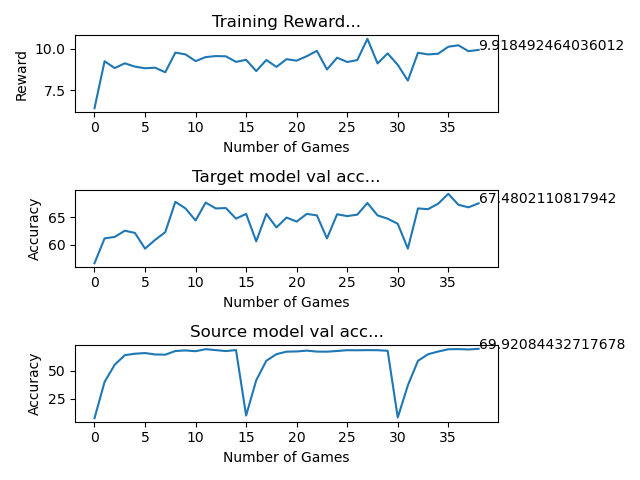 Training Reward...
10.0
7.5
Reward
9.918492464036012
0 5 10 15 20 25 30 35
Number of Games
Target model val acc...
65
60
Accuracy
67.4802110817942
0 5 10 15 20 25 30 35
Number of Games
Source model val acc...
50
25
Accuracy
69.92084432717678
0 5 10 15 20 25 30 35
Number of Games